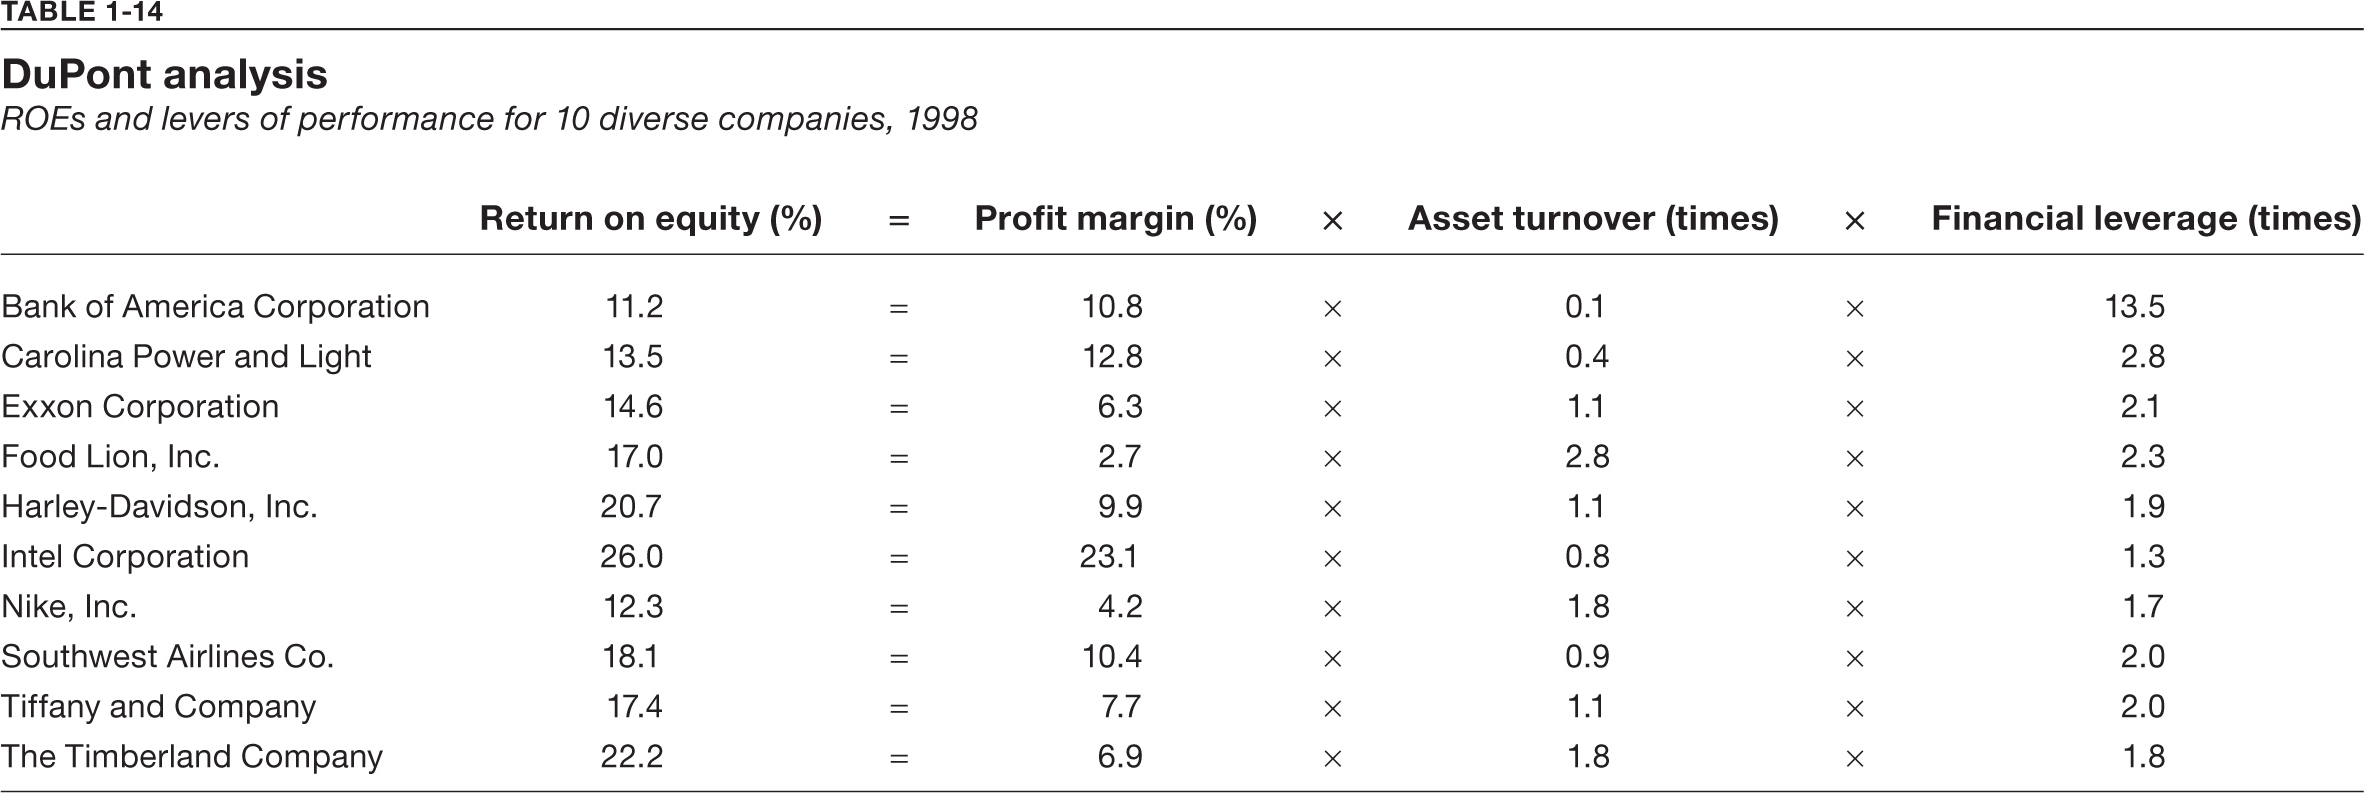 TABLE 1-14
DuPont analysis
ROEs and levers of performance for 10 diverse companies, 1998
Return on equity (%) = Profit margin (%) × Asset turnover (times) × Financial leverage (times)
Bank of America Corporation 11.2 = 10.8 × 0.1 × 13.5
Carolina Power and Light 13.5 = 12.8 × 0.4 × 2.8
Exxon Corporation 14.6 = 6.3 × 1.1 × 2.1
Food Lion, Inc. 17.0 = 2.7 × 2.8 × 2.3
Harley-Davidson, Inc. 20.7 = 9.9 × 1.1 × 1.9
Intel Corporation 26.0 = 23.1 × 0.8 × 1.3
Nike, Inc. 12.3 = 4.2 × 1.8 × 1.7
Southwest Airlines Co. 18.1 = 10.4 × 0.9 × 2.0
Tiffany and Company 17.4 = 7.7 × 1.1 × 2.0
The Timberland Company 22.2 = 6.9 × 1.8 × 1.8